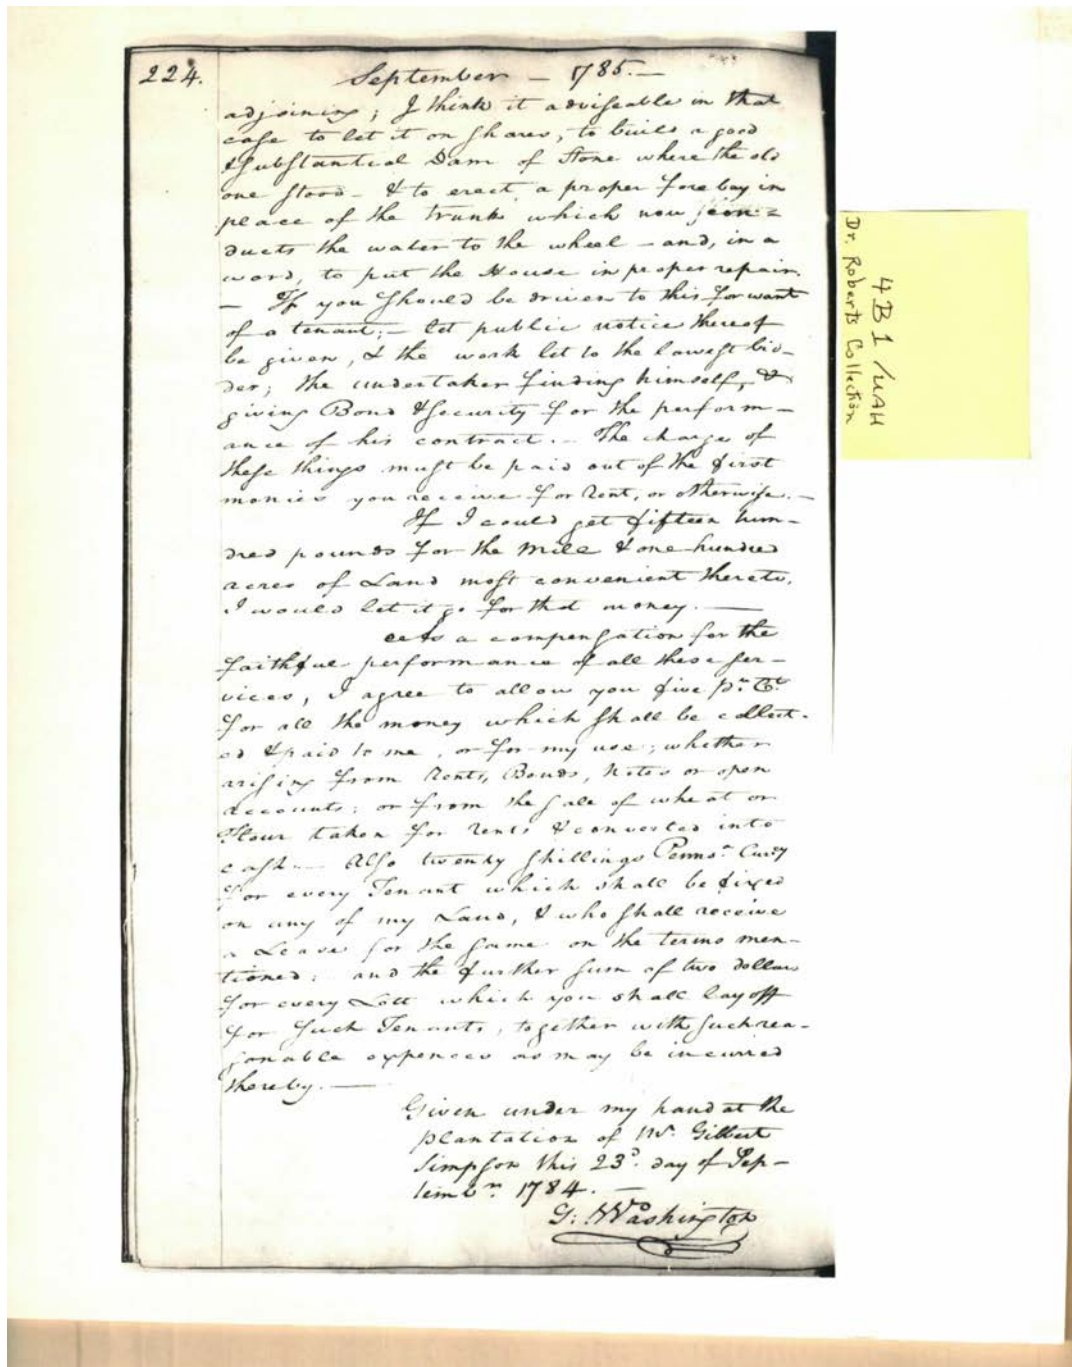 224.
September - 1785.-
adjoining; I think it adviseable in that
case to let it on shares, to build a good
& substantial Dam of Stone where the old
one stood - & to erect a proper forebay in
place of the trunk which now con=
ducts the water to the wheel - and, in a
word, to put the House in proper repair.
- If you should be driven to this for want
of a tenant; - let public notice thereof
be given, & the work let to the lowest bid-
der; the undertaker finding himself, &
giving Bond & security for the perform-
ance of his contract. - The charge of
these things must be paid out of the first
monies you receive for Rent, or otherwise. -
If I could get fifteen hun-
dred pounds for the Mill & one hundred
acres of Land most convenient thereto,
I would let it go for that money. -
As a compensation for the
faithful performance of all these ser-
vices, I agree to allow you five pr. Ct.
for all the money which shall be collect-
ed & paid to me, or for my use; whether
arising from Rents, Bonds, Notes or open
accounts: or from the sale of wheat or
Flour taken for rents & converted into
cash. - Also twenty shillings Pennsa. Curry
for every Tenant which shall be fixed
on any of my Land, & who shall receive
a Lease for the same on the terms men-
tioned: and the further sum of two dollars
for every Lott which you shall lay off
for such Tenants, together with such rea-
sonable expences as may be incurred
thereby. -
Given under my hand at the
plantation of Mr. Gilbert
Simpson this 23d. day of Sep-
tembr. 1784. -
G: Washington
4B1/UAH
Dr. Roberts Collection